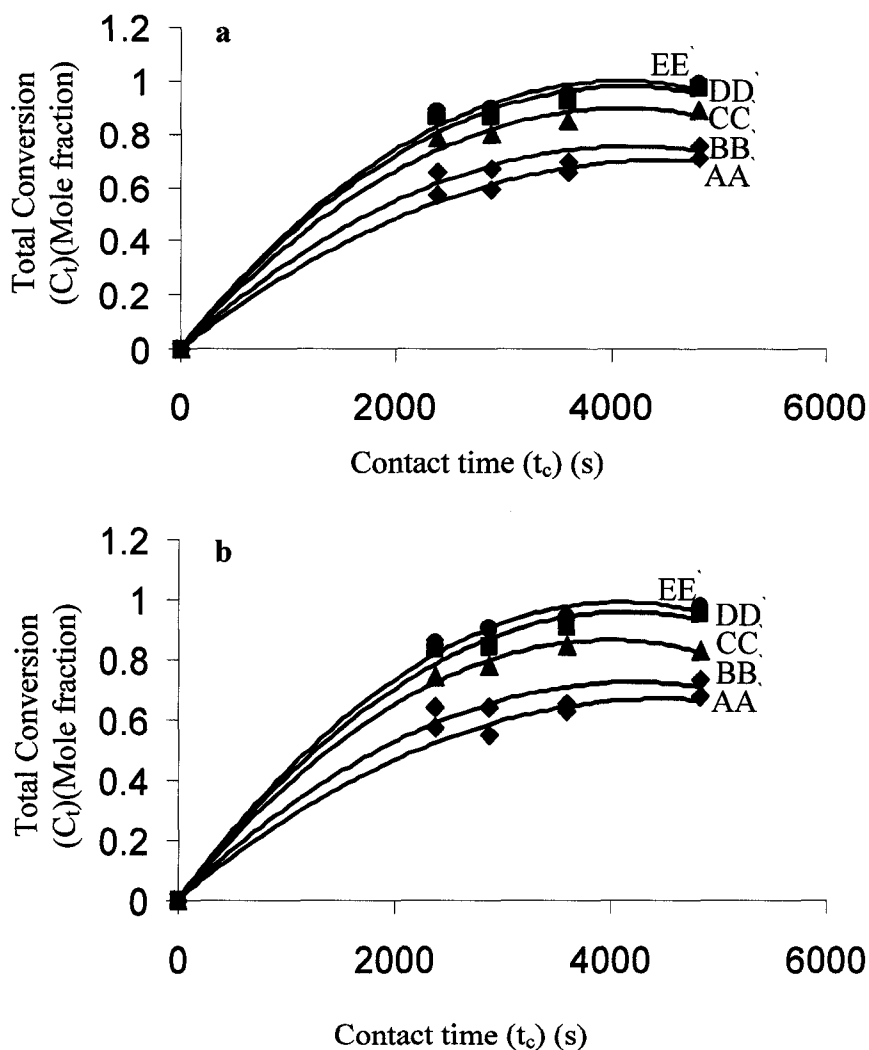 a
1.2
1
0.8
0.6
0.4
0.2
0
Total Conversion
(Cₜ)(Mole fraction)
EE`
DD`
CC`
BB`
AA
0
2000
4000
6000
Contact time (t_c) (s)
b
1.2
1
0.8
0.6
0.4
0.2
0
Total Conversion
(Cₜ)(Mole fraction)
EE`
DD`
CC`
BB`
AA
0
2000
4000
6000
Contact time (t_c) (s)